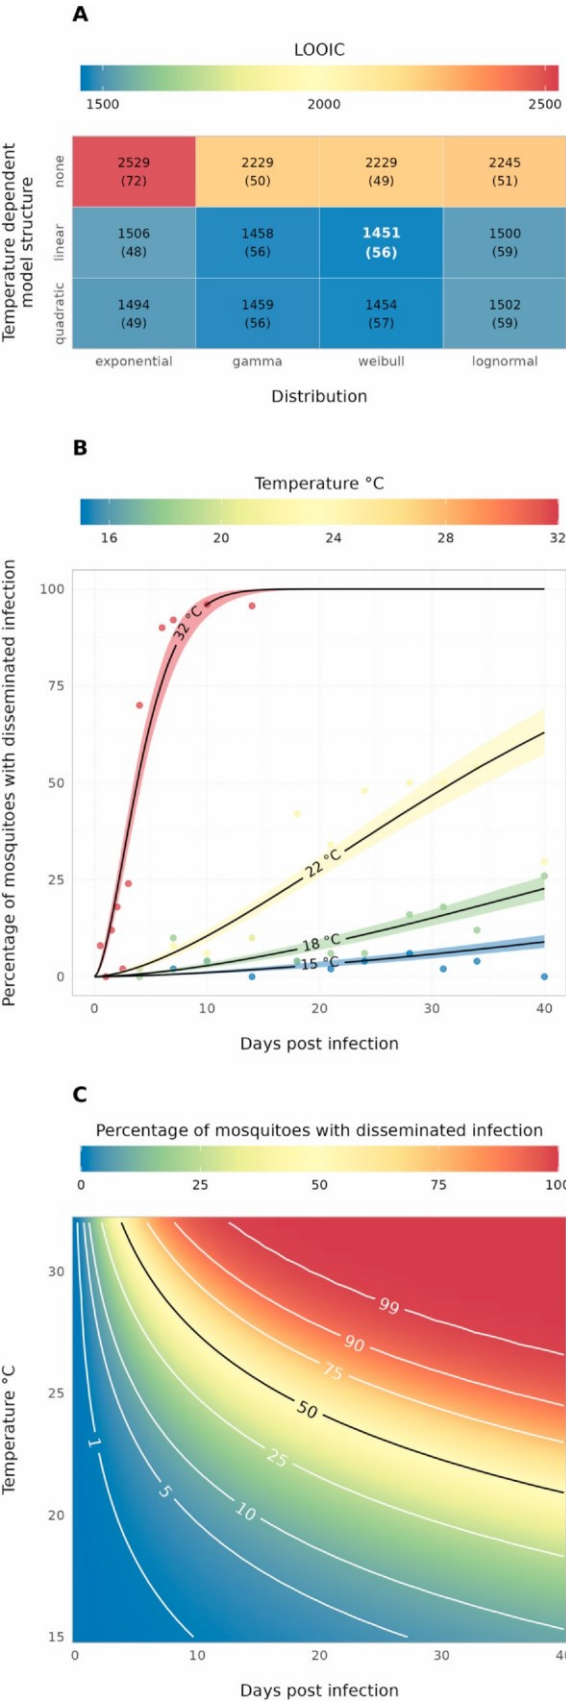 A
LOOIC
1500 2000 2500
Temperature dependent
model structure
none
2529 2229 2229 2245
(72) (50) (49) (51)
linear
1506 1458 1451 1500
(48) (56) (56) (59)
quadratic
1494 1459 1454 1502
(49) (56) (57) (59)
exponential gamma weibull lognormal
Distribution
B
Temperature °C
16 20 24 28 32
Percentage of mosquitoes with disseminated infection
100
75
50
25
0
32 °C
22 °C
18 °C
15 °C
0 10 20 30 40
Days post infection
C
Percentage of mosquitoes with disseminated infection
0 25 50 75 100
Temperature °C
30
25
20
15
99
90
75
50
25
10
5
1
0 10 20 30 40
Days post infection